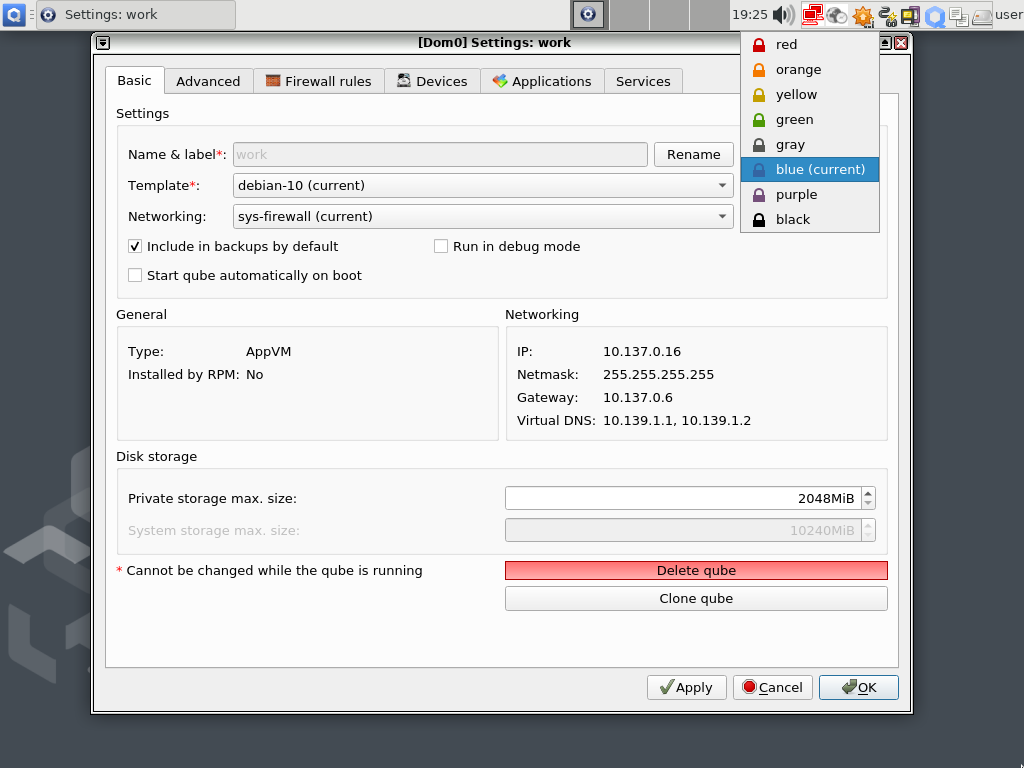 Settings: work
19:25
user
[Dom0] Settings: work
Basic
Advanced
Firewall rules
Devices
Applications
Services
red
orange
yellow
green
gray
blue (current)
purple
black
Settings
Name & label*:
work
Rename
Template*:
debian-10 (current)
Networking:
sys-firewall (current)
Include in backups by default
Run in debug mode
Start qube automatically on boot
General
Type: AppVM
Installed by RPM: No
Networking
IP: 10.137.0.16
Netmask: 255.255.255.255
Gateway: 10.137.0.6
Virtual DNS: 10.139.1.1, 10.139.1.2
Disk storage
Private storage max. size: 2048MiB
System storage max. size: 10240MiB
* Cannot be changed while the qube is running
Delete qube
Clone qube
Apply
Cancel
OK